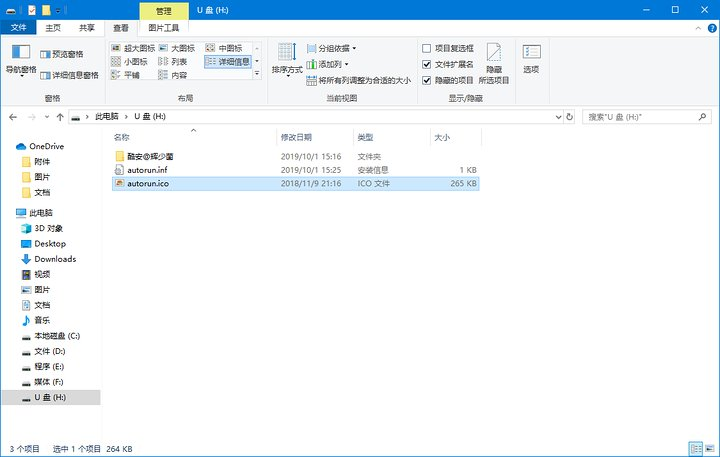 管理
U 盘 (H:)
文件
主页
共享
查看
图片工具
导航窗格
预览窗格
详细信息窗格
窗格
超大图标
大图标
中图标
小图标
列表
详细信息
平铺
内容
布局
排序方式
分组依据
添加列
将所有列调整为合适的大小
当前视图
项目复选框
文件扩展名
隐藏的项目
隐藏
所选项目
显示/隐藏
选项
此电脑
U 盘 (H:)
搜索"U 盘 (H:)"
名称
修改日期
类型
大小
酷安@辉少菌
2019/10/1 15:16
文件夹
autorun.inf
2019/10/1 15:25
安装信息
1 KB
autorun.ico
2018/11/9 21:16
ICO 文件
265 KB
OneDrive
附件
图片
文档
此电脑
3D 对象
Desktop
Downloads
视频
图片
文档
音乐
本地磁盘 (C:)
文件 (D:)
程序 (E:)
媒体 (F:)
U 盘 (H:)
3 个项目
选中 1 个项目
264 KB